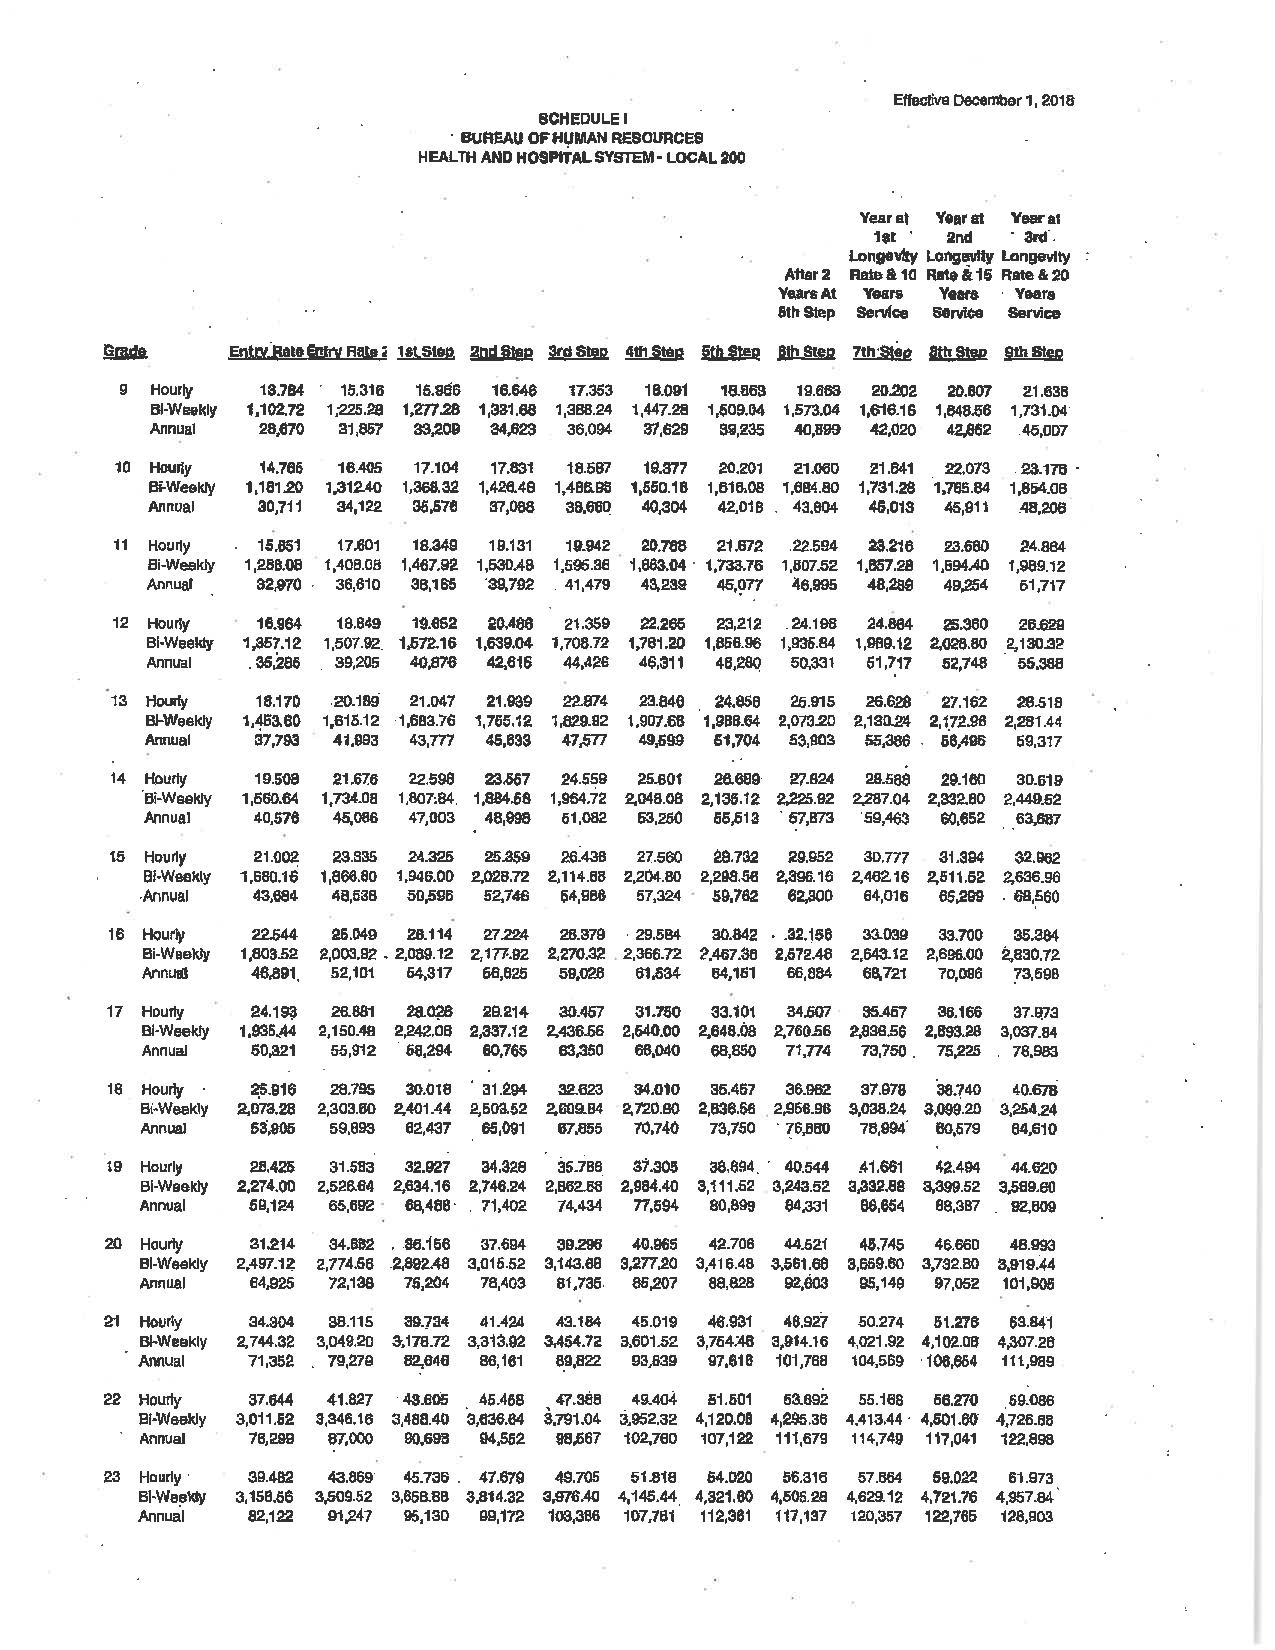 Effective December 1, 2018
SCHEDULE I
BUREAU OF HUMAN RESOURCES
HEALTH AND HOSPITAL SYSTEM - LOCAL 200
Year at Year at Year at
1st 2nd 3rd
Longevity Longevity Longevity
After 2 Rate & 10 Rate & 15 Rate & 20
Years At Years Years Years
5th Step Service Service Service
Grade Entry Rate Entry Rate 2 1st Step 2nd Step 3rd Step 4th Step 5th Step 6th Step 7th Step 8th Step 9th Step
9 Hourly 13.784 15.316 15.966 16.646 17.353 18.091 18.863 19.663 20.202 20.607 21.638
Bi-Weekly 1,102.72 1,225.28 1,277.28 1,331.68 1,388.24 1,447.28 1,509.04 1,573.04 1,616.16 1,648.56 1,731.04
Annual 28,670 31,857 33,209 34,623 36,094 37,629 39,235 40,899 42,020 42,862 45,007
10 Hourly 14.765 16.405 17.104 17.831 18.587 19.377 20.201 21.060 21.641 22.073 23.176
Bi-Weekly 1,181.20 1,312.40 1,368.32 1,426.48 1,486.96 1,550.16 1,616.08 1,684.80 1,731.28 1,765.84 1,854.08
Annual 30,711 34,122 35,576 37,088 38,660 40,304 42,018 43,804 45,013 45,911 48,206
11 Hourly 15.851 17.601 18.349 19.131 19.942 20.788 21.672 22.594 23.216 23.680 24.864
Bi-Weekly 1,268.08 1,408.08 1,467.92 1,530.48 1,595.36 1,663.04 1,733.76 1,807.52 1,857.28 1,894.40 1,989.12
Annual 32,970 36,610 38,165 39,792 41,479 43,239 45,077 46,995 48,289 49,254 51,717
12 Hourly 16.964 18.849 19.652 20.488 21.359 22.265 23,212 24.198 24.864 25.360 26.629
Bi-Weekly 1,357.12 1,507.92 1,572.16 1,639.04 1,708.72 1,781.20 1,856.96 1,935.84 1,989.12 2,028.80 2,130.32
Annual 35,285 39,205 40,876 42,615 44,426 46,311 48,280 50,331 51,717 52,748 55,388
13 Hourly 18.170 20.189 21.047 21.939 22.874 23.846 24.858 25.915 26.628 27.162 28.518
Bi-Weekly 1,453.60 1,615.12 1,683.76 1,755.12 1,829.92 1,907.68 1,988.64 2,073.20 2,130.24 2,172.96 2,281.44
Annual 37,793 41,993 43,777 45,633 47,577 49,599 51,704 53,903 55,386 56,496 59,317
14 Hourly 19.508 21.676 22.598 23.557 24.559 25.601 26.689 27.824 28.588 29.160 30.619
Bi-Weekly 1,560.64 1,734.08 1,807.84 1,884.56 1,964.72 2,048.08 2,135.12 2,225.92 2,287.04 2,332.80 2,449.52
Annual 40,576 45,086 47,003 48,998 51,082 53,250 55,513 57,873 59,463 60,652 63,687
15 Hourly 21.002 23.335 24.325 25.359 26.436 27.560 28.732 29.952 30.777 31.394 32.962
Bi-Weekly 1,680.16 1,866.80 1,946.00 2,028.72 2,114.88 2,204.80 2,298.56 2,396.16 2,462.16 2,511.52 2,636.96
Annual 43,684 48,536 50,596 52,746 54,986 57,324 59,762 62,300 64,016 65,299 68,560
16 Hourly 22.544 25.049 26.114 27.224 28.379 29.584 30.842 32.156 33.039 33.700 35.384
Bi-Weekly 1,803.52 2,003.92 2,089.12 2,177.92 2,270.32 2,366.72 2,467.36 2,572.48 2,643.12 2,696.00 2,830.72
Annual 46,891 52,101 54,317 56,625 59,028 61,534 64,151 66,884 68,721 70,096 73,598
17 Hourly 24.193 26.881 28.026 29.214 30.457 31.750 33.101 34.507 35.457 36.166 37.973
Bi-Weekly 1,935.44 2,150.48 2,242.08 2,337.12 2,436.56 2,540.00 2,648.08 2,760.56 2,836.56 2,893.28 3,037.84
Annual 50,321 55,912 58,294 60,765 63,350 66,040 68,850 71,774 73,750 75,225 78,983
18 Hourly 25.916 28.795 30.018 31.294 32.623 34.010 35.457 36.962 37.978 38.740 40.678
Bi-Weekly 2,073.28 2,303.60 2,401.44 2,503.52 2,609.84 2,720.80 2,836.56 2,956.96 3,038.24 3,099.20 3,254.24
Annual 53,905 59,893 62,437 65,091 67,855 70,740 73,750 76,880 78,994 80,579 84,610
19 Hourly 28.425 31.583 32.927 34.328 35.786 37.305 38.894 40.544 41.661 42.494 44.620
Bi-Weekly 2,274.00 2,526.64 2,634.16 2,746.24 2,862.88 2,984.40 3,111.52 3,243.52 3,332.88 3,399.52 3,569.60
Annual 59,124 65,692 68,488 71,402 74,434 77,594 80,899 84,331 86,654 88,387 92,809
20 Hourly 31.214 34.682 36.156 37.694 39.296 40.965 42.706 44.521 45.745 46.660 48.993
Bi-Weekly 2,497.12 2,774.56 2,892.48 3,015.52 3,143.68 3,277.20 3,416.48 3,561.68 3,659.60 3,732.80 3,919.44
Annual 64,925 72,138 75,204 78,403 81,735 85,207 88,828 92,603 95,149 97,052 101,905
21 Hourly 34.304 38.115 39.734 41.424 43.184 45.019 46.931 48,927 50.274 51.276 53.841
Bi-Weekly 2,744.32 3,049.20 3,178.72 3,313.92 3,454.72 3,601.52 3,754.48 3,914.16 4,021.92 4,102.08 4,307.28
Annual 71,352 79,279 82,646 86,161 89,822 93,639 97,616 101,768 104,569 106,654 111,989
22 Hourly 37.644 41.827 43.605 45.458 47.388 49.404 51.501 53.692 55.168 56.270 59.086
Bi-Weekly 3,011.52 3,346.16 3,488.40 3,636.64 3,791.04 3,952.32 4,120.08 4,295.36 4,413.44 4,501.60 4,726.88
Annual 78,299 87,000 90,698 94,552 98,567 102,760 107,122 111,679 114,749 117,041 122,898
23 Hourly 39.482 43.869 45.736 47.679 49.705 51.818 54.020 56.316 57.864 59.022 61.973
Bi-Weekly 3,158.56 3,509.52 3,658.88 3,814.32 3,976.40 4,145.44 4,321.60 4,505.28 4,629.12 4,721.76 4,957.84
Annual 82,122 91,247 95,130 99,172 103,386 107,781 112,361 117,137 120,357 122,765 128,903